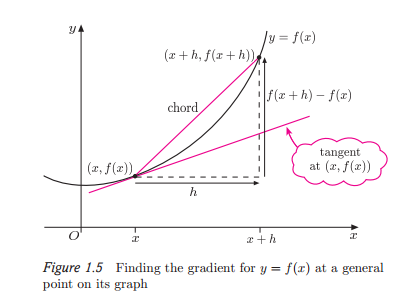 y
y = f(x)
(x + h, f(x + h))
f(x + h) − f(x)
chord
tangent
at (x, f(x))
(x, f(x))
h
O
x
x + h
x
Figure 1.5 Finding the gradient for y = f(x) at a general
point on its graph